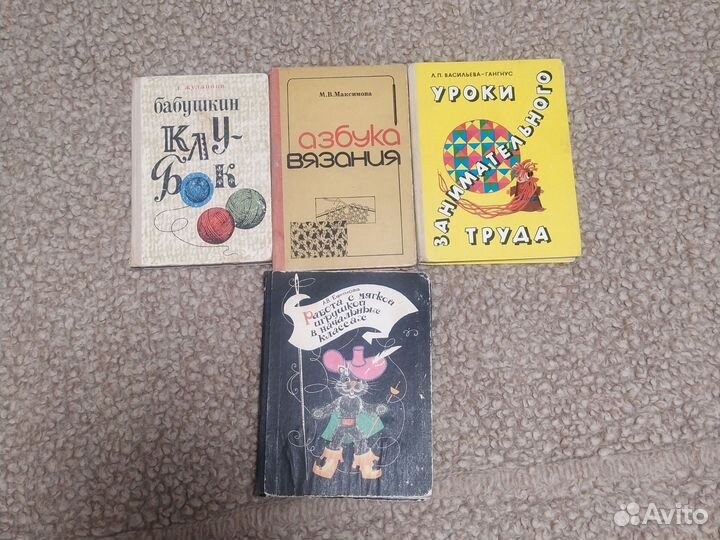 бабушкин
КЛУ-
БОК
М.В.Максимова
азбука
вязания
Л.П. ВАСИЛЬЕВА-ГАНГНУС
УРОКИ
ЗАНИМАТЕЛЬНОГО
ТРУДА
Работа с мягкой
игрушкой
в начальных
классах
Avito